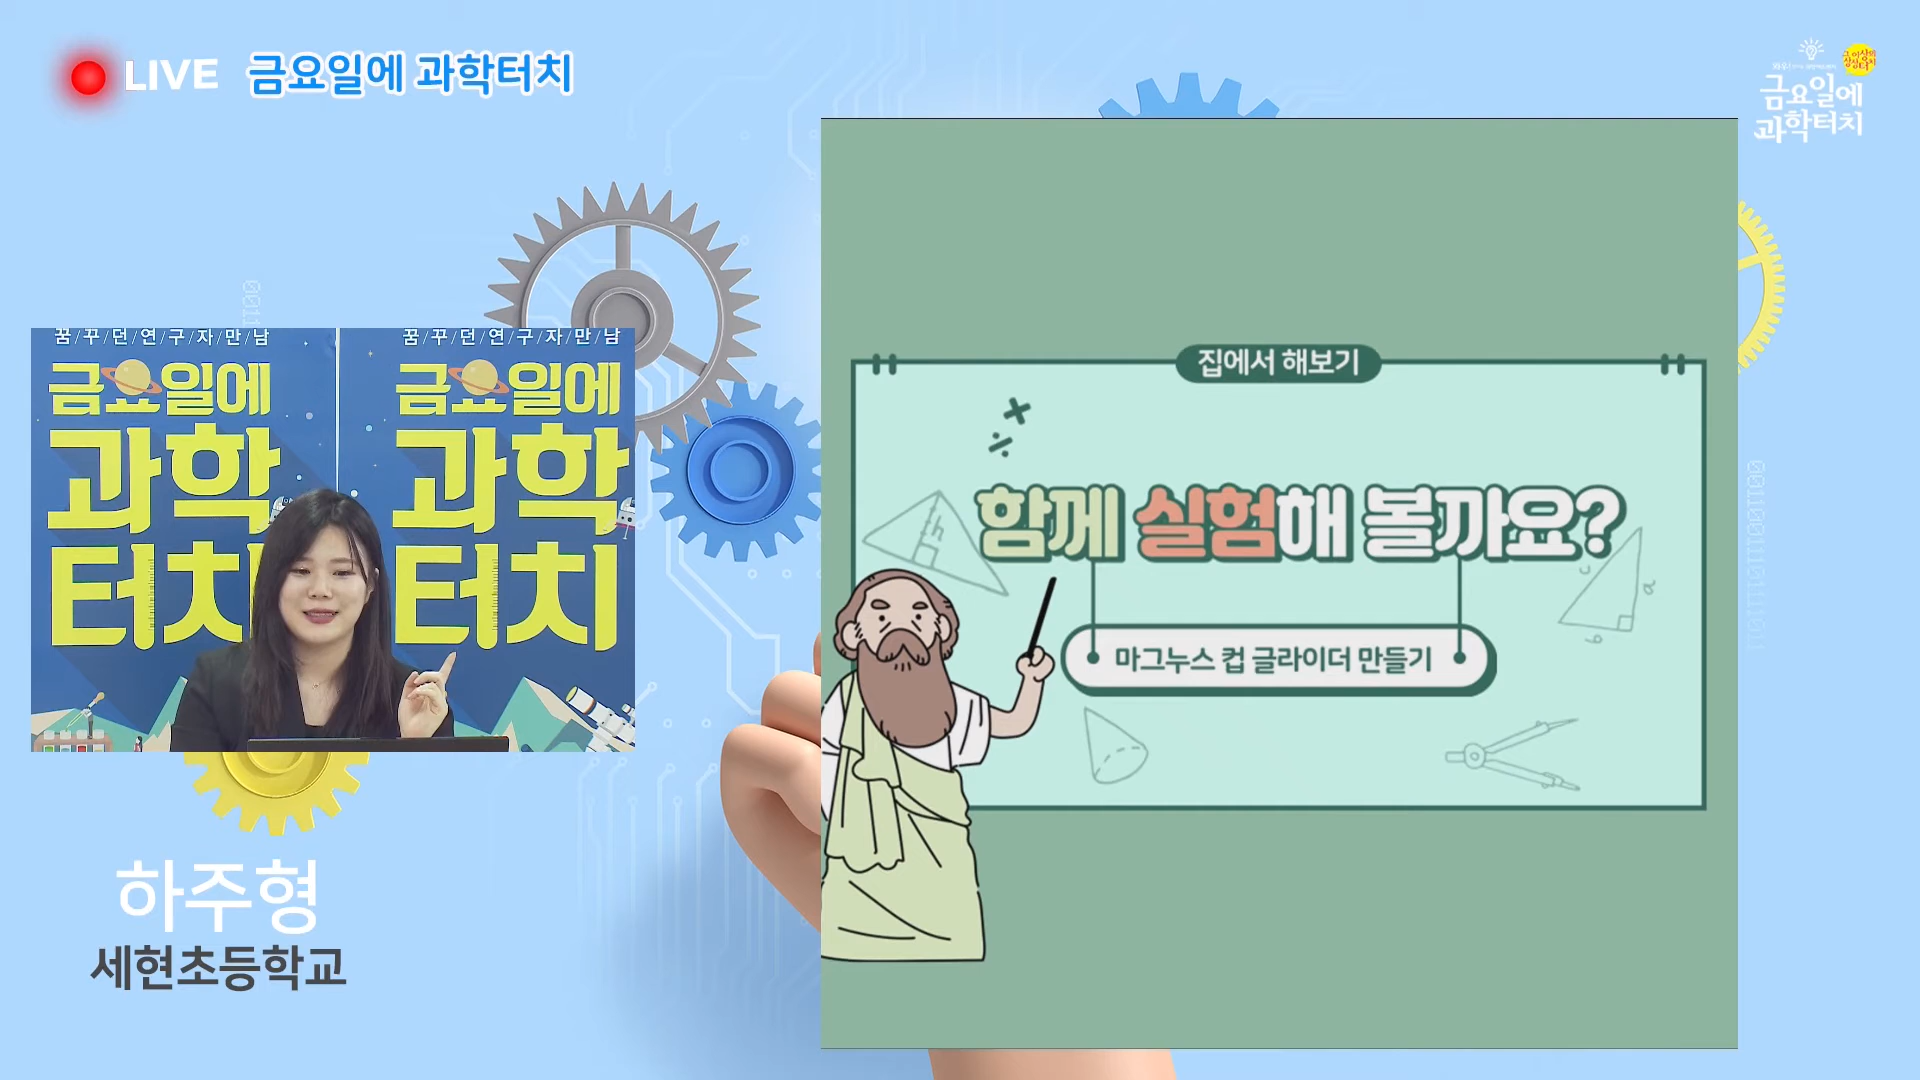 LIVE 금요일에 과학터치
금요일에
과학터치
꿈/꾸/던/연/구/자/만/남
금요일에
과학
터치
꿈/꾸/던/연/구/자/만/남
금요일에
과학
터치
집에서 해보기
함께 실험해 볼까요?
마그누스 컵 글라이더 만들기
h
c
a
b
하주형
세현초등학교